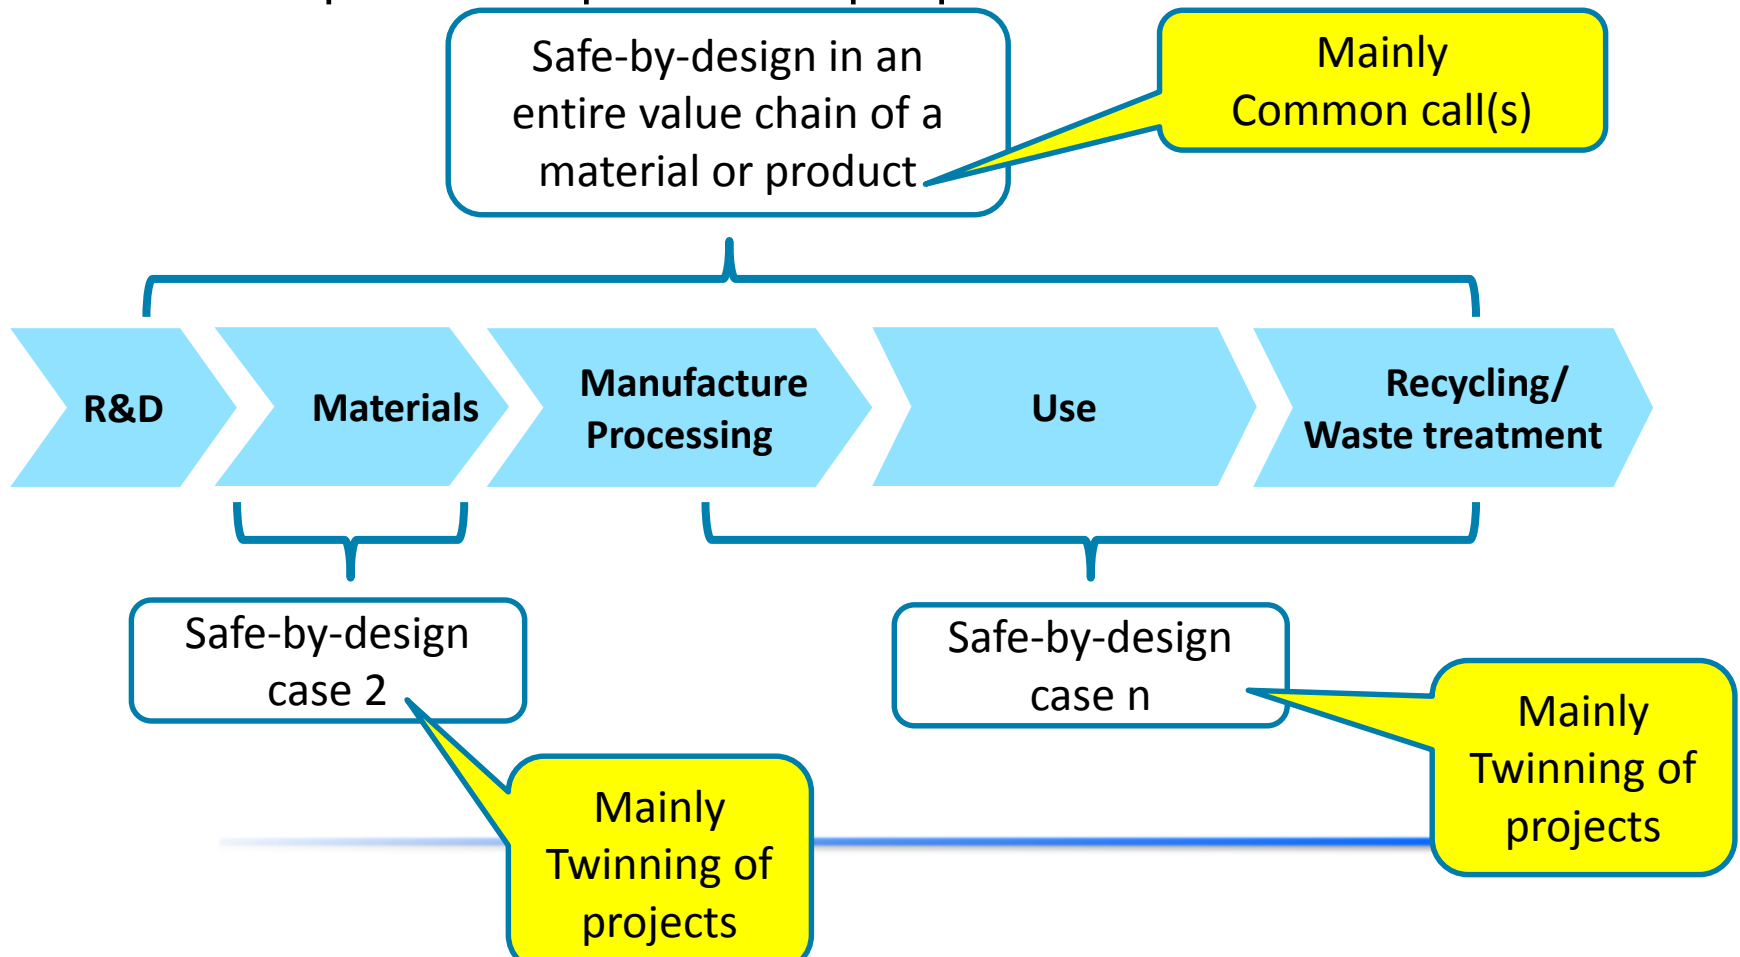 Safe-by-design in an
entire value chain of a
material or product
Mainly
Common call(s)
R&D
Materials
Manufacture
Processing
Use
Recycling/
Waste treatment
Safe-by-design
case 2
Safe-by-design
case n
Mainly
Twinning of
projects
Mainly
Twinning of
projects